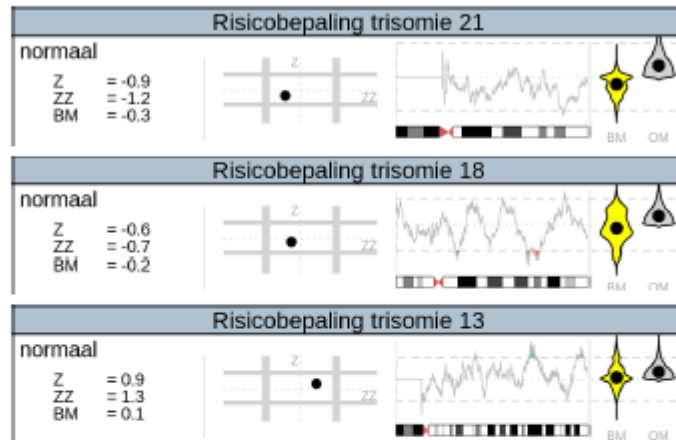 Risicobepaling trisomie 21
normaal
Z = -0.9
ZZ = -1.2
BM = -0.3
Z
ZZ
BM OM
Risicobepaling trisomie 18
normaal
Z = -0.6
ZZ = -0.7
BM = -0.2
Z
ZZ
BM OM
Risicobepaling trisomie 13
normaal
Z = 0.9
ZZ = 1.3
BM = 0.1
Z
ZZ
BM OM